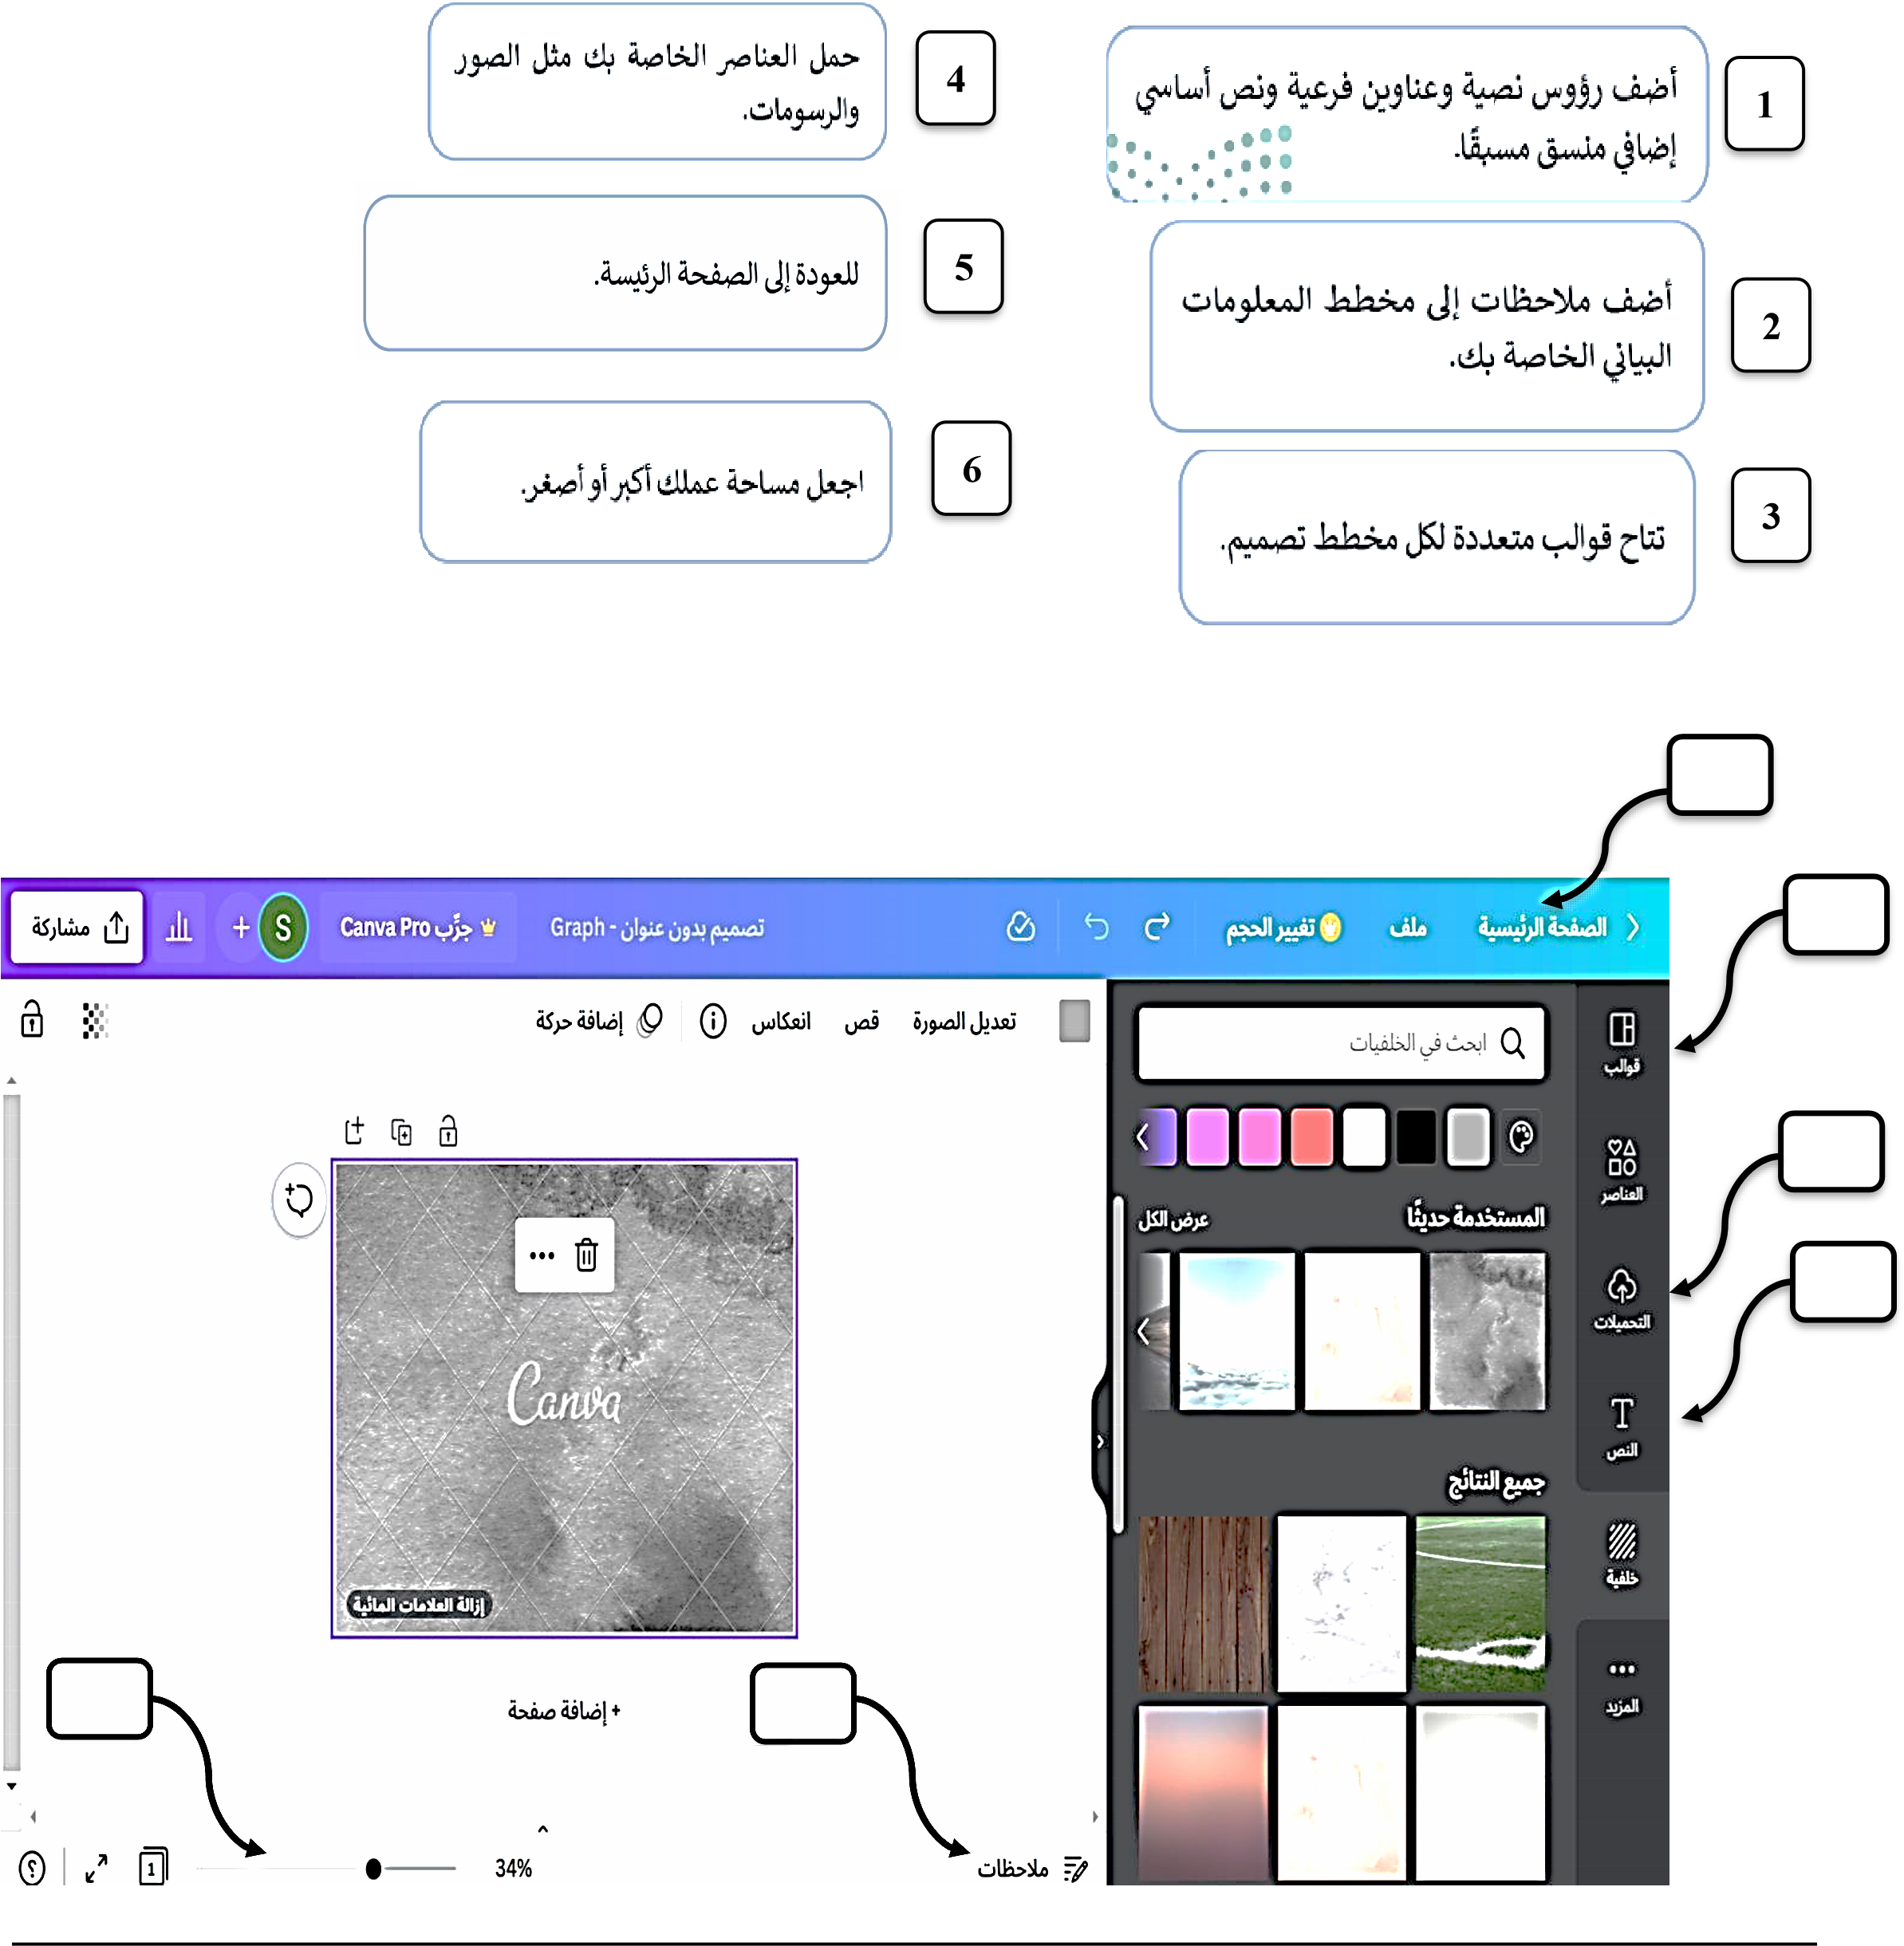 1
أضف رؤوس نصية وعناوين فرعية ونص أساسي
إضافي منسق مسبقًا.
2
أضف ملاحظات إلى مخطط المعلومات
البياني الخاصة بك.
3
تتاح قوالب متعددة لكل مخطط تصميم.
4
حمل العناصر الخاصة بك مثل الصور
والرسومات.
5
للعودة إلى الصفحة الرئيسة.
6
اجعل مساحة عملك أكبر أو أصغر.
الصفحة الرئيسية
ملف
تغيير الحجم
تصميم بدون عنوان - Graph
جرِّب Canva Pro
S
+
مشاركة
قوالب
العناصر
التحميلات
النص
خلفية
المزيد
ابحث في الخلفيات
المستخدمة حديثًا
عرض الكل
جميع النتائج
تعديل الصورة
قص
انعكاس
إضافة حركة
Canva
إزالة العلامات المائية
+ إضافة صفحة
ملاحظات
34%
1
؟